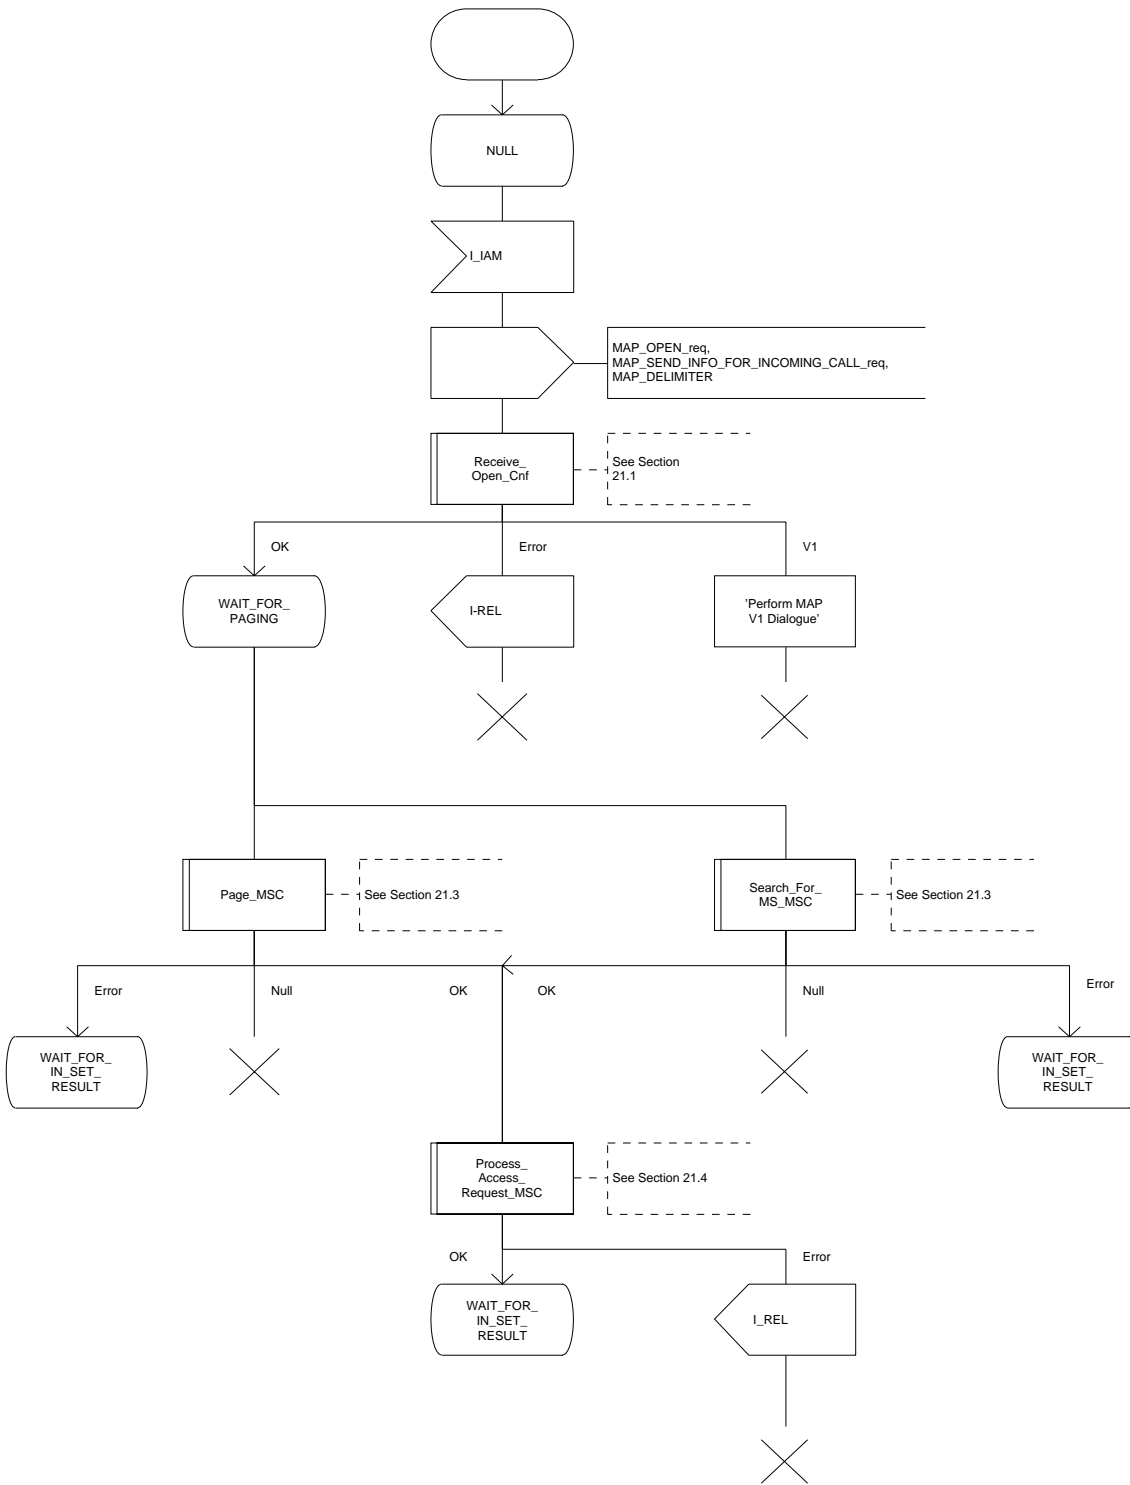 NULL
I_IAM
MAP_OPEN_req,
MAP_SEND_INFO_FOR_INCOMING_CALL_req,
MAP_DELIMITER
Receive_
Open_Cnf
See Section
21.1
OK
Error
V1
WAIT_FOR_
PAGING
I-REL
'Perform MAP
V1 Dialogue'
Page_MSC
See Section 21.3
Search_For_
MS_MSC
See Section 21.3
Error
Null
OK
OK
Null
Error
WAIT_FOR_
IN_SET_
RESULT
WAIT_FOR_
IN_SET_
RESULT
Process_
Access_
Request_MSC
See Section 21.4
OK
Error
WAIT_FOR_
IN_SET_
RESULT
I_REL